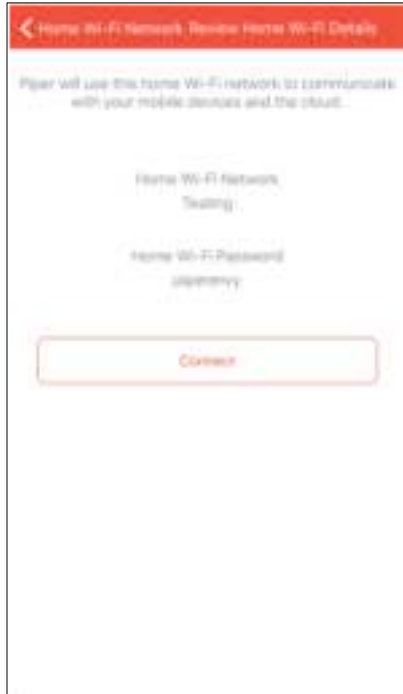 Home Wi-Fi Network Review Home Wi-Fi Details
Piper will use this home Wi-Fi network to communicate
with your mobile devices and the cloud.
Home Wi-Fi Network
Testing
Home Wi-Fi Password
Connect